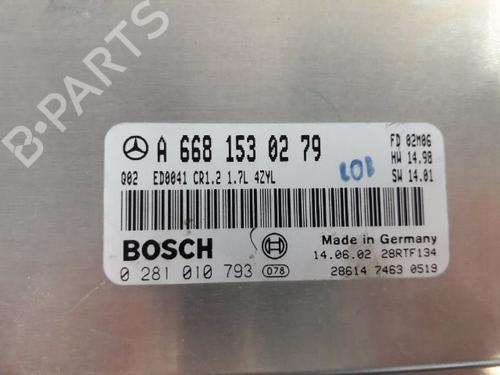 A 668 153 02 79
FD 02M06
HW 14.98
SW 14.01
Q02 ED0041 CR1.2 1.7L 4ZYL
LOB
BOSCH
0 281 010 793 078
Made in Germany
14.06.02 28RTF134
28614 7463 0519
B-PARTS